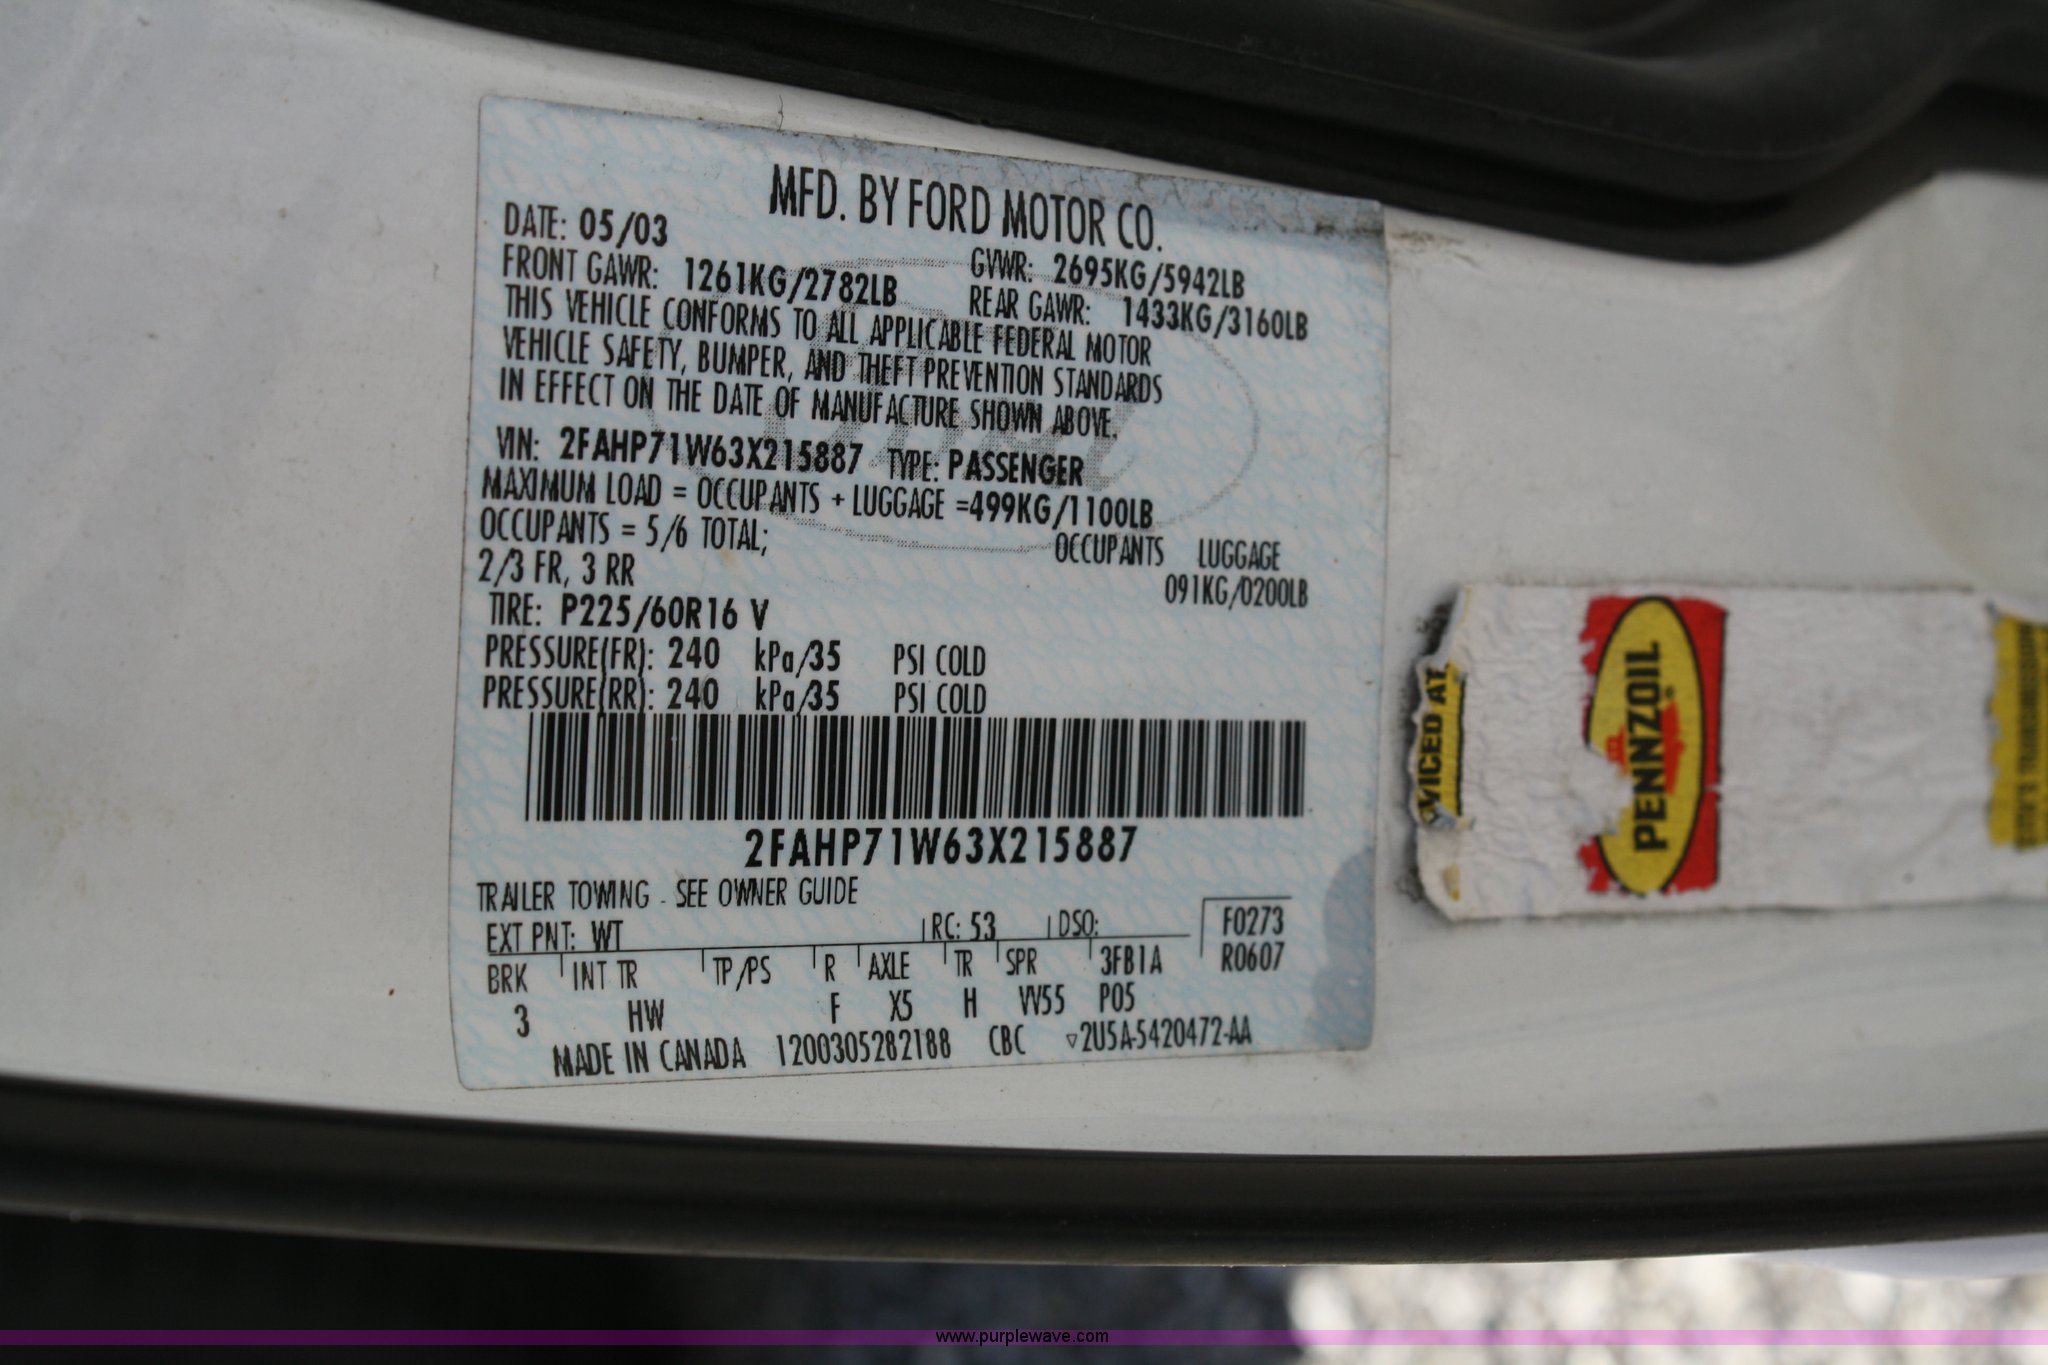 MFD. BY FORD MOTOR CO.
DATE: 05/03
GVWR: 2695KG/5942LB
FRONT GAWR: 1261KG/2782LB
REAR GAWR: 1433KG/3160LB
THIS VEHICLE CONFORMS TO ALL APPLICABLE FEDERAL MOTOR
VEHICLE SAFETY, BUMPER, AND THEFT PREVENTION STANDARDS
IN EFFECT ON THE DATE OF MANUFACTURE SHOWN ABOVE.
VIN: 2FAHP71W63X215887 TYPE: PASSENGER
MAXIMUM LOAD = OCCUPANTS + LUGGAGE =499KG/1100LB
OCCUPANTS = 5/6 TOTAL;
OCCUPANTS LUGGAGE
2/3 FR, 3 RR
091KG/0200LB
TIRE: P225/60R16 V
PRESSURE(FR): 240 kPa/35 PSI COLD
PRESSURE(RR): 240 kPa/35 PSI COLD
2FAHP71W63X215887
TRAILER TOWING - SEE OWNER GUIDE
EXT PNT: WT RC: 53 DSO: F0273
BRK INT TR TP/PS R AXLE TR SPR 3FB1A R0607
3 HW F X5 H VV55 P05
MADE IN CANADA 1200305282188 CBC ▽2U5A-5420472-AA
VICED AT
PENNZOIL
www.purplewave.com